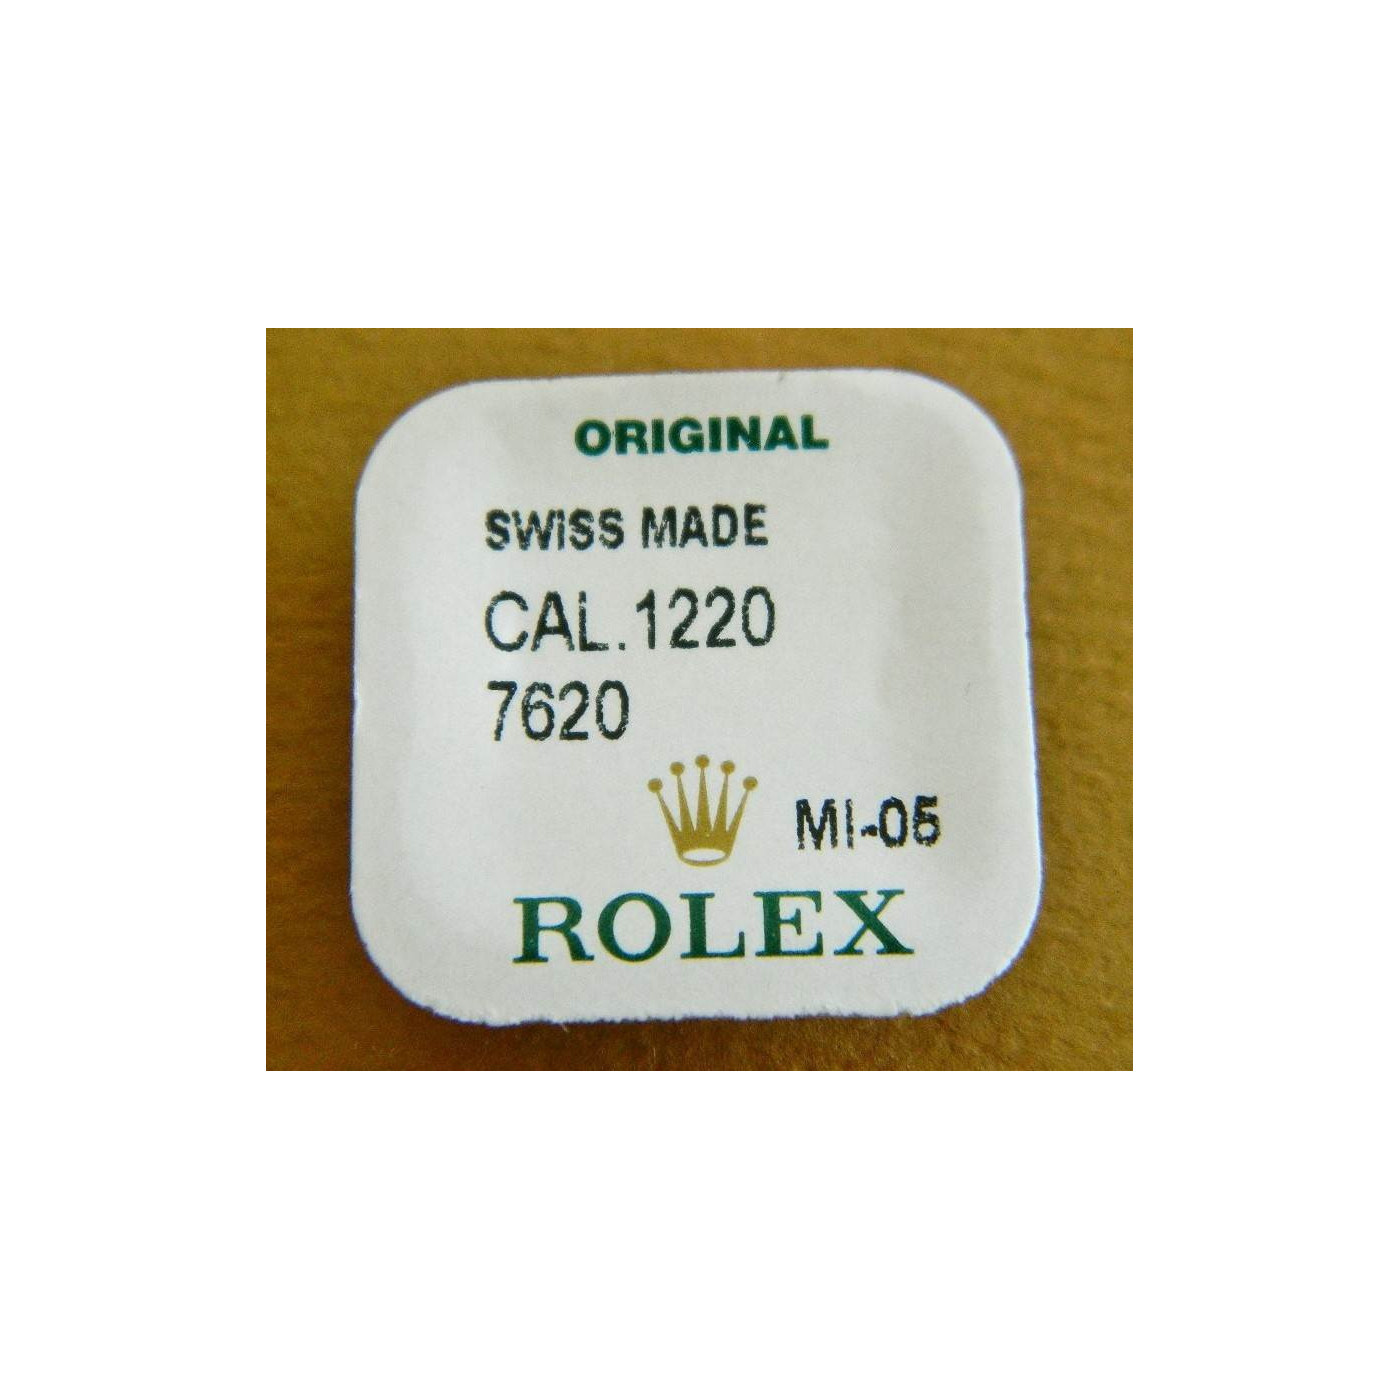 ORIGINAL
SWISS MADE
CAL.1220
7620
MI-05
ROLEX